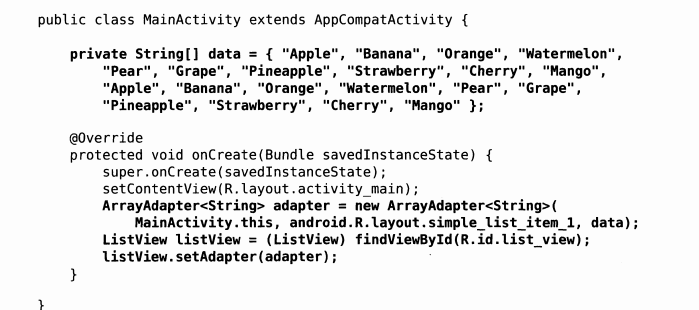 public class MainActivity extends AppCompatActivity {
private String[] data = { "Apple", "Banana", "Orange", "Watermelon",
"Pear", "Grape", "Pineapple", "Strawberry", "Cherry", "Mango",
"Apple", "Banana", "Orange", "Watermelon", "Pear", "Grape",
"Pineapple", "Strawberry", "Cherry", "Mango" };
@Override
protected void onCreate(Bundle savedInstanceState) {
super.onCreate(savedInstanceState);
setContentView(R.layout.activity_main);
ArrayAdapter<String> adapter = new ArrayAdapter<String>(
MainActivity.this, android.R.layout.simple_list_item_1, data);
ListView listView = (ListView) findViewById(R.id.list_view);
listView.setAdapter(adapter);
}
}